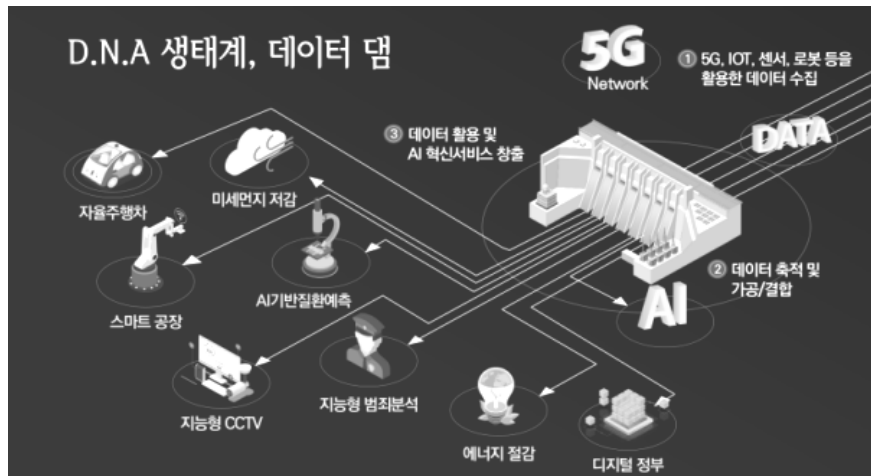 D.N.A 생태계, 데이터 댐
5G
Network
① 5G, IOT, 센서, 로봇 등을
활용한 데이터 수집
DATA
③ 데이터 활용 및
AI 혁신서비스 창출
자율주행차
미세먼지 저감
② 데이터 축적 및
가공/결합
AI
스마트 공장
AI기반질환예측
지능형 CCTV
지능형 범죄분석
에너지 절감
디지털 정부